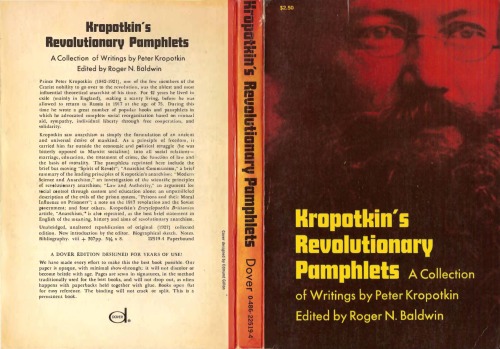 Kropotkin's
Revolutionary Pamphlets
A Collection of Writings by Peter Kropotkin
Edited by Roger N. Baldwin
Prince Peter Kropotkin (1842-1921), one of the few members of the
Czarist nobility to go over to the revolution, was the ablest and most
influential theoretical anarchist of his time. For 42 years he lived in
exile (mainly in England), making a scanty living, before he was
allowed to return to Russia in 1917 at the age of 75. During this
time he wrote a great number of popular books and pamphlets in
which he advocated complete social reorganization based on mutual
aid, sympathy, individual liberty through free cooperation, and
solidarity.
Kropotkin saw anarchism as simply the formulation of an ancient
and universal desire of mankind. As a principle of freedom, it
carried him far outside the economic and political struggle (he was
bitterly opposed to Marxist socialism) into all social relations—
marriage, education, the treatment of crime, the function of law and
the basis of morality. The pamphlets reprinted here include the
brief but moving "Spirit of Revolt"; "Anarchist Communism," a brief
summary of the leading principles of Kropotkin's anarchism; "Modern
Science and Anarchism," an investigation of the scientific principles
of revolutionary anarchism; "Law and Authority," an argument for
social control through custom and education alone; an unparalleled
description of the evils of the prison system, "Prisons and their Moral
Influence on Prisoners"; a note on the 1917 revolution and the Soviet
government; and four others. Kropotkin's Encyclopædia Britannica
article, "Anarchism," is also reprinted, as the best brief statement in
English of the meaning, history and aims of revolutionary anarchism.
Unabridged, unaltered republication of original (1927) collected
edition. New introduction by the editor. Biographical sketch. Notes.
Bibliography. viii + 307pp. 5⅜ x 8. 22519-4 Paperbound
A DOVER EDITION DESIGNED FOR YEARS OF USE!
We have made every effort to make this the best book possible. Our
paper is opaque, with minimal show-through; it will not discolor or
become brittle with age. Pages are sewn in signatures, in the method
traditionally used for the best books, and will not drop out, as often
happens with paperbacks held together with glue. Books open flat
for easy reference. The binding will not crack or split. This is a
permanent book.
DOVER
Cover designed by
Kropotkin's Revolutionary Pamphlets Dover 0-486-22519-4
$2.50
Kropotkin's
Revolutionary
Pamphlets A Collection
of Writings by Peter Kropotkin
Edited by Roger N. Baldwin